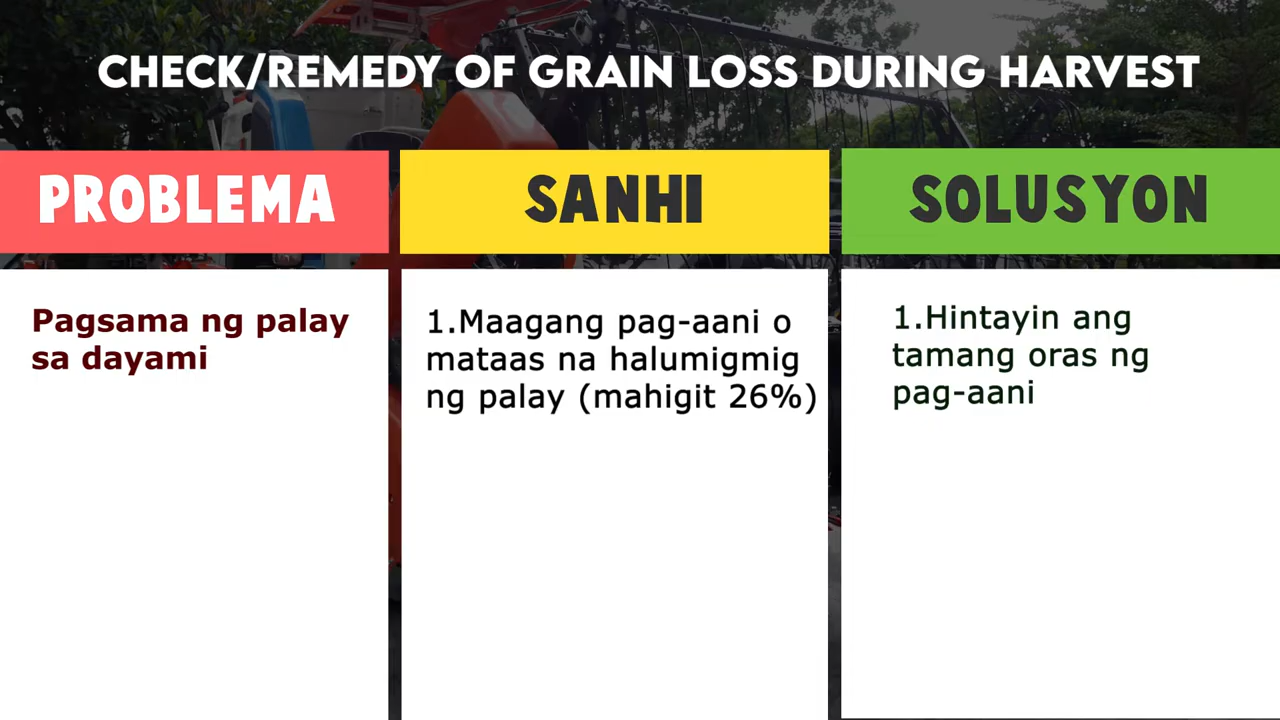 CHECK/REMEDY OF GRAIN LOSS DURING HARVEST
PROBLEMA
SANHI
SOLUSYON
Pagsama ng palay
sa dayami
1.Maagang pag-aani o
mataas na halumigmig
ng palay (mahigit 26%)
1.Hintayin ang
tamang oras ng
pag-aani